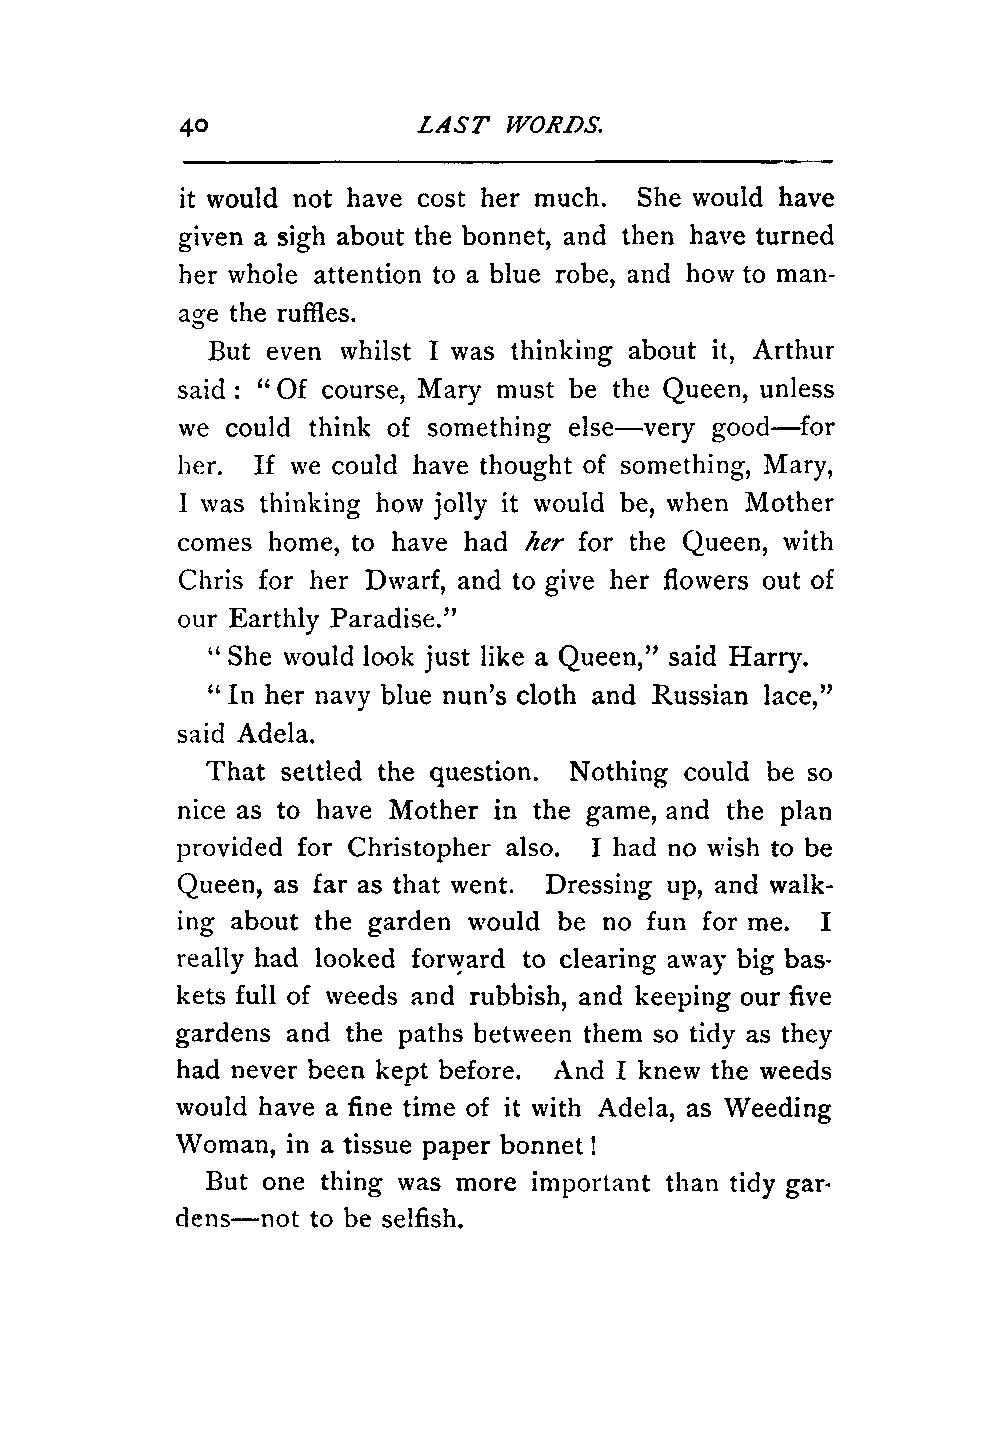 40 LAST WORDS.
it would not have cost her much. She would have
given a sigh about the bonnet, and then have turned
her whole attention to a blue robe, and how to man-
age the ruffles.
But even whilst I was thinking about it, Arthur
said : “Of course, Mary must be the Queen, unless
we could think of something else—very good—for
her. If we could have thought of something, Mary,
I was thinking how jolly it would be, when Mother
comes home, to have had her for the Queen, with
Chris for her Dwarf, and to give her flowers out of
our Earthly Paradise.”
“She would look just like a Queen,” said Harry.
“In her navy blue nun's cloth and Russian lace,”
said Adela.
That settled the question. Nothing could be so
nice as to have Mother in the game, and the plan
provided for Christopher also. I had no wish to be
Queen, as far as that went. Dressing up, and walk-
ing about the garden would be no fun for me. I
really had looked forward to clearing away big bas-
kets full of weeds and rubbish, and keeping our five
gardens and the paths between them so tidy as they
had never been kept before. And I knew the weeds
would have a fine time of it with Adela, as Weeding
Woman, in a tissue paper bonnet !
But one thing was more important than tidy gar-
dens—not to be selfish.